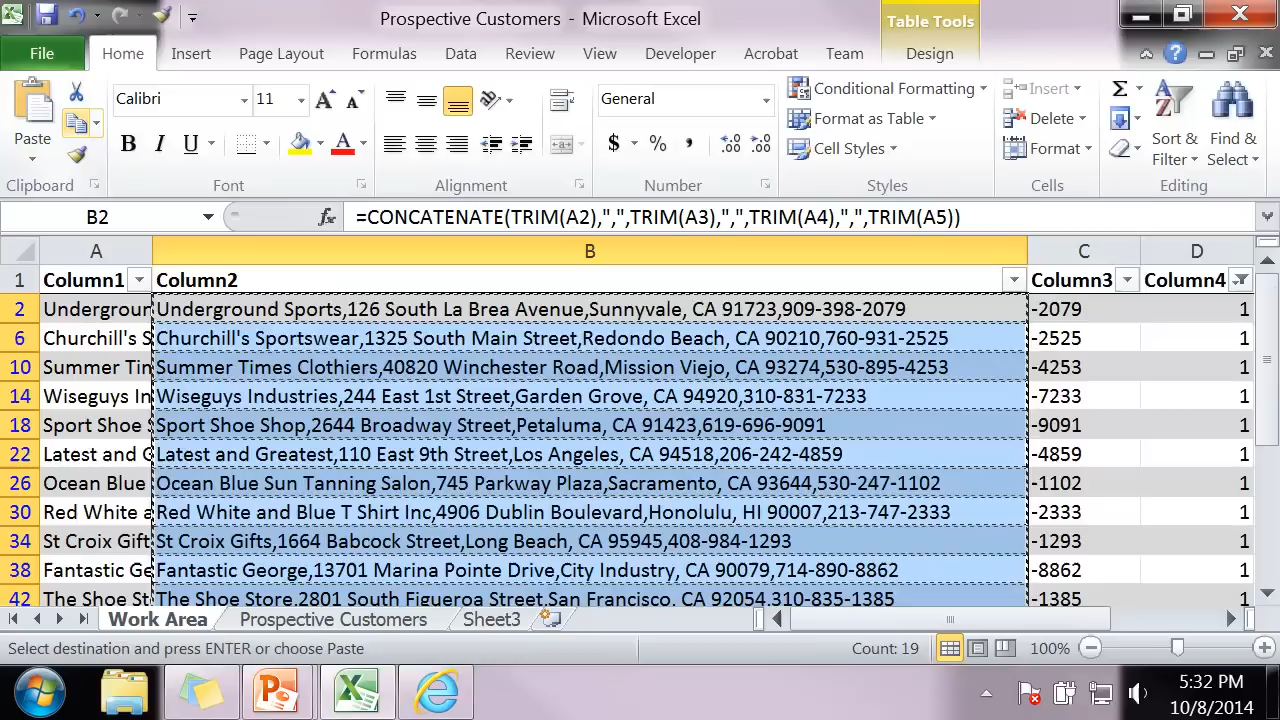 Prospective Customers - Microsoft Excel
Table Tools
File Home Insert Page Layout Formulas Data Review View Developer Acrobat Team Design
Paste
Calibri 11
General
Conditional Formatting
Format as Table
Cell Styles
Insert
Delete
Format
Sort & Filter
Find & Select
Clipboard Font Alignment Number Styles Cells Editing
B2 fx =CONCATENATE(TRIM(A2),",",TRIM(A3),",",TRIM(A4),",",TRIM(A5))
A B C D
1 Column1 Column2 Column3 Column4
2 Undergroun Underground Sports,126 South La Brea Avenue,Sunnyvale, CA 91723,909-398-2079 -2079 1
6 Churchill's S Churchill's Sportswear,1325 South Main Street,Redondo Beach, CA 90210,760-931-2525 -2525 1
10 Summer Tin Summer Times Clothiers,40820 Winchester Road,Mission Viejo, CA 93274,530-895-4253 -4253 1
14 Wiseguys In Wiseguys Industries,244 East 1st Street,Garden Grove, CA 94920,310-831-7233 -7233 1
18 Sport Shoe S Sport Shoe Shop,2644 Broadway Street,Petaluma, CA 91423,619-696-9091 -9091 1
22 Latest and G Latest and Greatest,110 East 9th Street,Los Angeles, CA 94518,206-242-4859 -4859 1
26 Ocean Blue Ocean Blue Sun Tanning Salon,745 Parkway Plaza,Sacramento, CA 93644,530-247-1102 -1102 1
30 Red White a Red White and Blue T Shirt Inc,4906 Dublin Boulevard,Honolulu, HI 90007,213-747-2333 -2333 1
34 St Croix Gift St Croix Gifts,1664 Babcock Street,Long Beach, CA 95945,408-984-1293 -1293 1
38 Fantastic Ge Fantastic George,13701 Marina Pointe Drive,City Industry, CA 90079,714-890-8862 -8862 1
42 The Shoe St The Shoe Store,2801 South Figueroa Street,San Francisco, CA 92054,310-835-1385 -1385 1
Work Area Prospective Customers Sheet3
Select destination and press ENTER or choose Paste Count: 19 100%
5:32 PM
10/8/2014